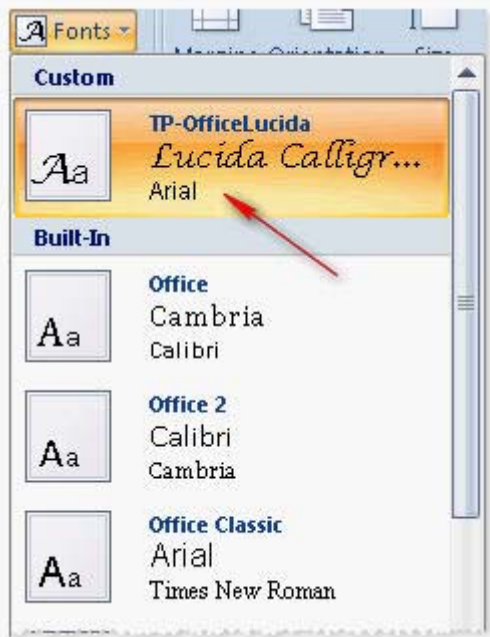 Fonts
Custom
TP-OfficeLucida
Lucida Calligr...
Aa
Arial
Built-In
Office
Cambria
Aa
Calibri
Office 2
Calibri
Aa
Cambria
Office Classic
Arial
Aa
Times New Roman